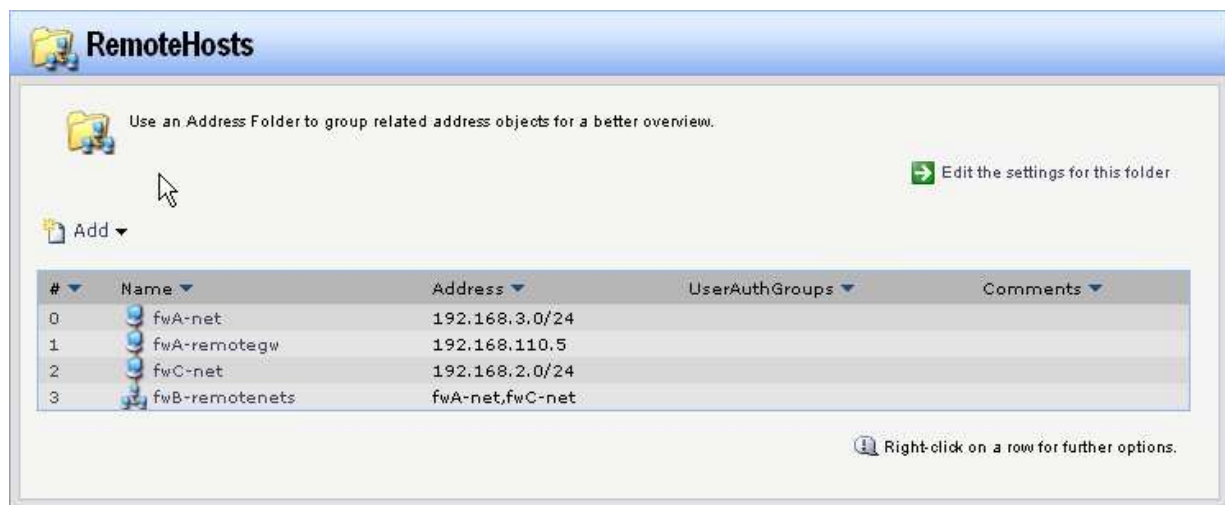 RemoteHosts
Use an Address Folder to group related address objects for a better overview.
Edit the settings for this folder
Add
# Name Address UserAuthGroups Comments
0 fwA-net 192.168.3.0/24
1 fwA-remotegw 192.168.110.5
2 fwC-net 192.168.2.0/24
3 fwB-remotenets fwA-net,fwC-net
Right-click on a row for further options.